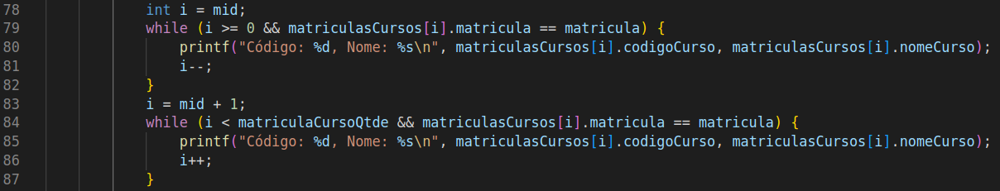 78 int i = mid;
79 while (i >= 0 && matriculasCursos[i].matricula == matricula) {
80 printf("Código: %d, Nome: %s\n", matriculasCursos[i].codigoCurso, matriculasCursos[i].nomeCurso);
81 i--;
82 }
83 i = mid + 1;
84 while (i < matriculaCursoQtde && matriculasCursos[i].matricula == matricula) {
85 printf("Código: %d, Nome: %s\n", matriculasCursos[i].codigoCurso, matriculasCursos[i].nomeCurso);
86 i++;
87 }